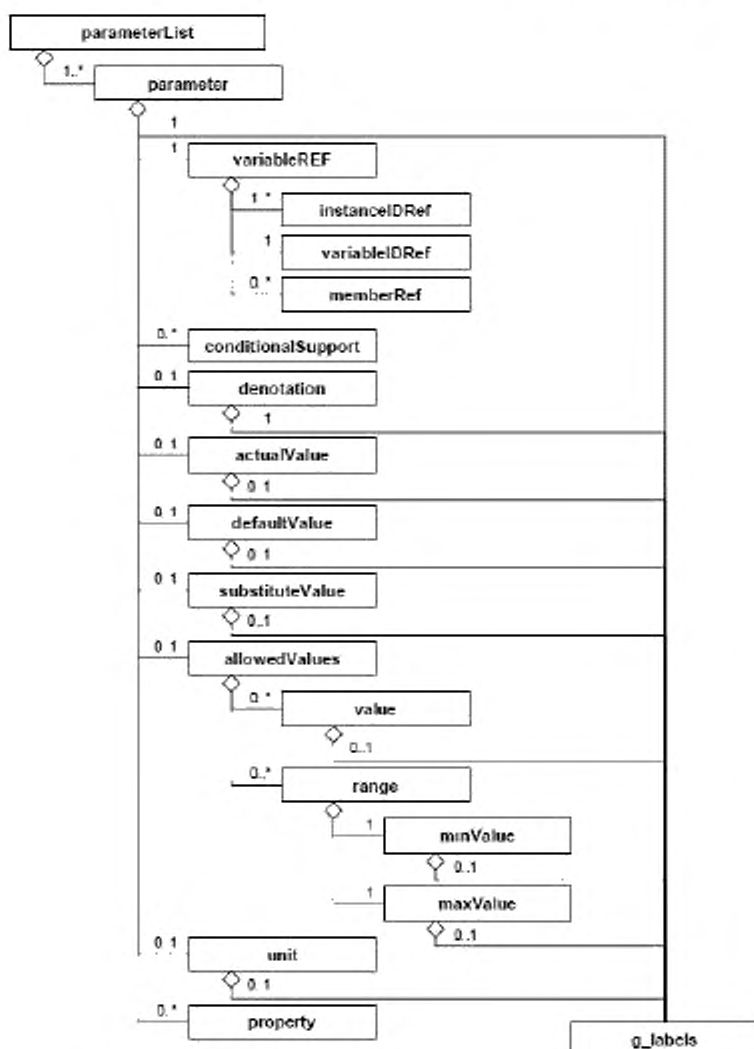 parameterList
1..*
parameter
1
1
variableREF
1..*
instanceIDRef
1
variableIDRef
0..*
memberRef
0..*
conditionalSupport
0 1
denotation
1
0 1
actualValue
0 1
0 1
defaultValue
0 1
0 1
substituteValue
0..1
0 1
allowedValues
0..*
value
0..1
0..*
range
1
minValue
0..1
1
maxValue
0..1
0 1
unit
0 1
0..*
property
g_labels